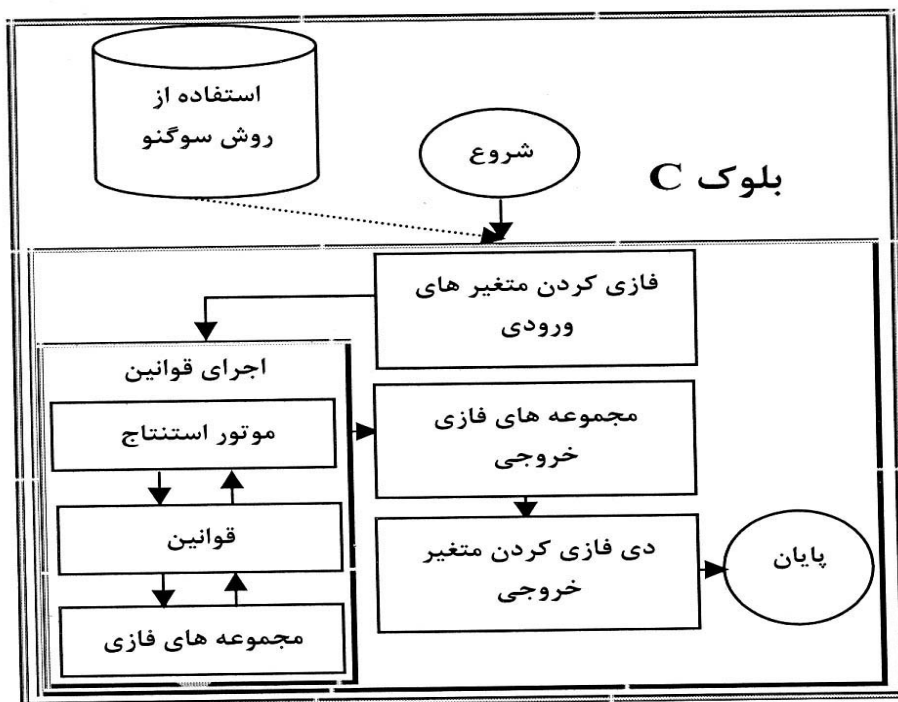 استفاده از
روش سوگنو
شروع
بلوک C
فازی کردن متغیر های
ورودی
اجرای قوانین
موتور استنتاج
قوانین
مجموعه های فازی
مجموعه های فازی
خروجی
دی فازی کردن متغیر
خروجی
پایان